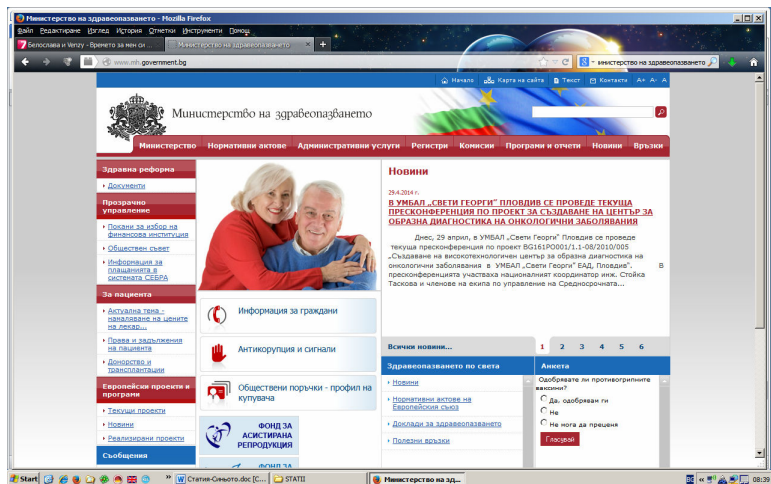 Министерство на здравеопазването - Mozilla Firefox
Файл Редактиране Изглед История Отметки Инструменти Помощ
Белослава и Venzy - Времето за мен си ...
Министерство на здравеопазването
www.mh.government.bg
инистерство на здравеопазването
Начало Карта на сайта Текст Контакти A+ A- A
Министерство на здравеопазването
Министерство Нормативни актове Административни услуги Регистри Комисии Програми и отчети Новини Връзки
Здравна реформа
Документи
Прозрачно
управление
Покани за избор на
финансова институция
Обществен съвет
Информация за
плащанията в
системата СЕБРА
За пациента
Актуална тема -
намаляване на цените
на лекар...
Права и задължения
на пациента
Донорство и
трансплантации
Европейски проекти и
програми
Текущи проекти
Новини
Реализирани проекти
Съобщения
Информация за граждани
Антикорупция и сигнали
Обществени поръчки - профил на
купувача
ФОНД ЗА
АСИСТИРАНА
РЕПРОДУКЦИЯ
ФОНД ЗА
Новини
29.4.2014 г.
В УМБАЛ „СВЕТИ ГЕОРГИ" ПЛОВДИВ СЕ ПРОВЕДЕ ТЕКУЩА
ПРЕСКОНФЕРЕНЦИЯ ПО ПРОЕКТ ЗА СЪЗДАВАНЕ НА ЦЕНТЪР ЗА
ОБРАЗНА ДИАГНОСТИКА НА ОНКОЛОГИЧНИ ЗАБОЛЯВАНИЯ
Днес, 29 април, в УМБАЛ „Свети Георги" Пловдив се проведе
текуща пресконференция по проект BG161PO001/1.1-08/2010/005
„Създаване на високотехнологичен център за образна диагностика на
онкологични заболявания в УМБАЛ „Свети Георги" ЕАД, Пловдив". В
пресконференцията участваха националният координатор инж. Стойка
Таскова и членове на екипа по управление на Средносрочната...
Всички новини... 1 2 3 4 5 6
Здравеопазването по света
Новини
Нормативни актове на
Европейския съюз
Доклади за здравеопазването
Полезни връзки
Анкета
Одобрявате ли противогрипните
ваксини?
Да, одобрявам ги
Не
Не мога да преценя
Гласувай
Start
Статия-Синьото.doc [C...
STATII
Министерство на зд...
BG
08:39